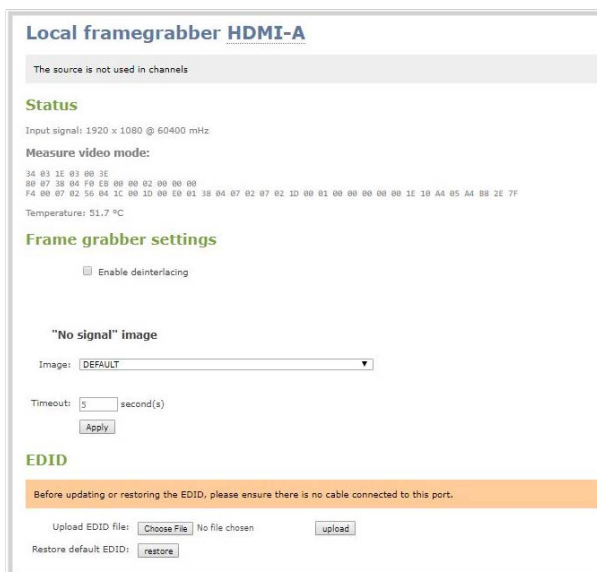 Local framegrabber HDMI-A
The source is not used in channels
Status
Input signal: 1920 x 1080 @ 60400 mHz
Measure video mode:
34 03 1E 03 00 3E
80 07 38 04 F0 EB 00 00 02 00 00 00
F4 00 07 02 56 04 1C 00 1D 00 E0 01 38 04 07 02 07 02 1D 00 01 00 00 00 00 00 1E 10 A4 05 A4 B8 2E 7F
Temperature: 51.7 °C
Frame grabber settings
Enable deinterlacing
"No signal" image
Image: DEFAULT
Timeout: 5 second(s)
Apply
EDID
Before updating or restoring the EDID, please ensure there is no cable connected to this port.
Upload EDID file: Choose File No file chosen upload
Restore default EDID: restore